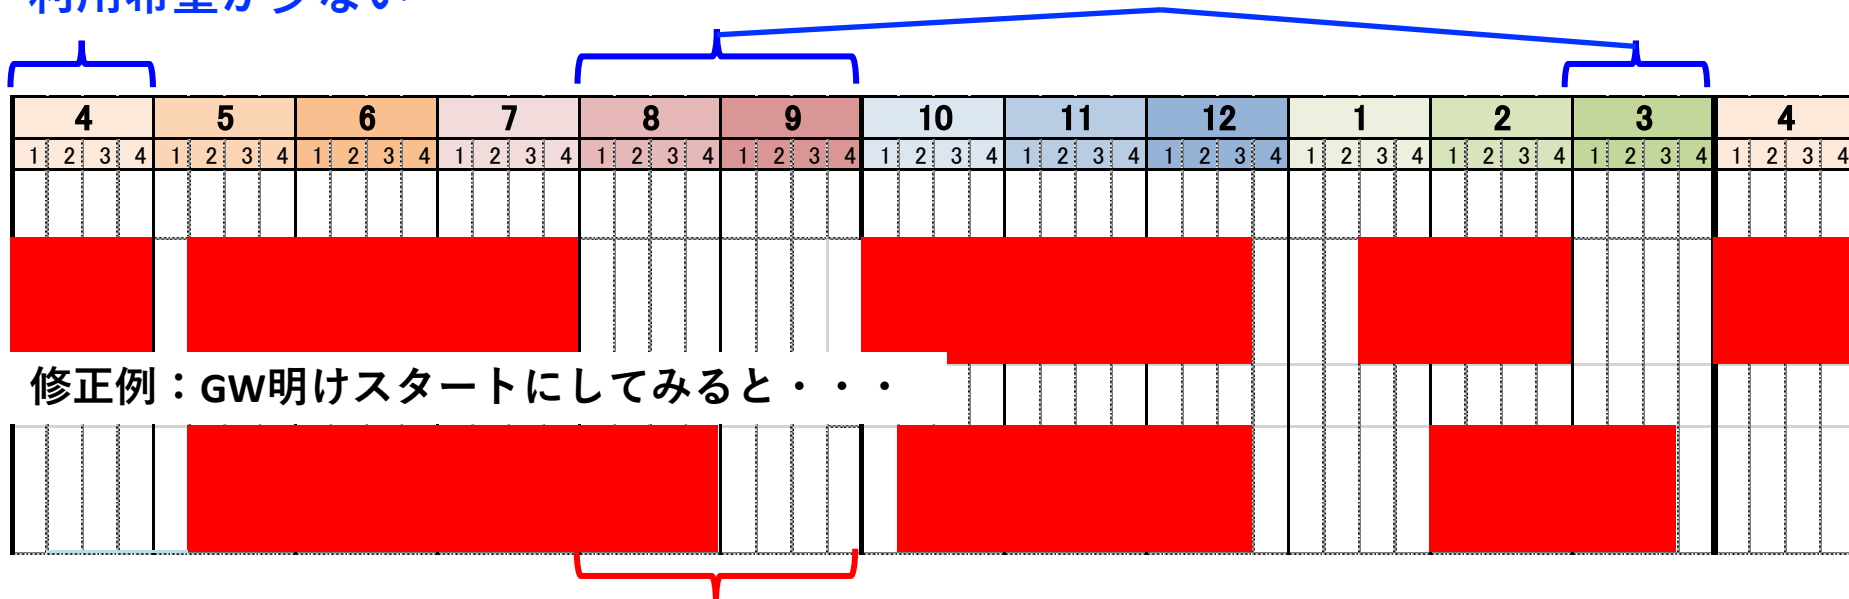 利用希望が少ない
4 5 6 7 8 9 10 11 12 1 2 3 4
1 2 3 4 1 2 3 4 1 2 3 4 1 2 3 4 1 2 3 4 1 2 3 4 1 2 3 4 1 2 3 4 1 2 3 4 1 2 3 4 1 2 3 4 1 2 3 4 1 2 3 4
修正例：GW明けスタートにしてみると・・・